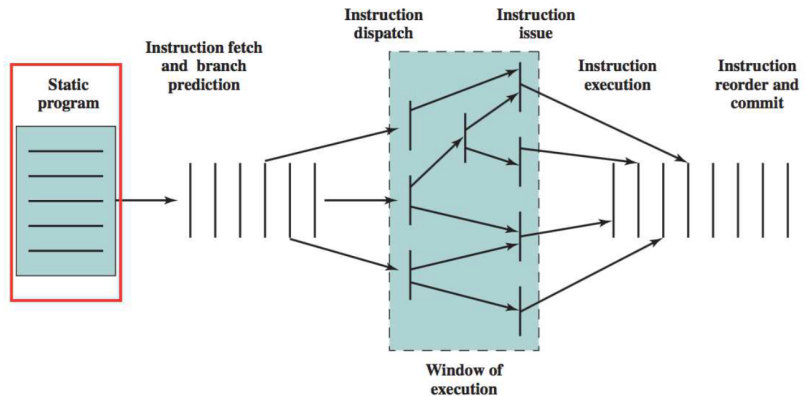 Static
program
Instruction fetch
and branch
prediction
Instruction
dispatch
Instruction
issue
Instruction
execution
Instruction
reorder and
commit
Window of
execution